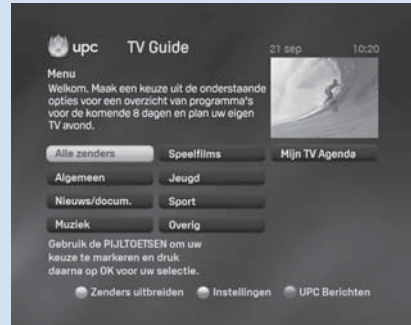 upc TV Guide 21 sep 10:20
Menu
Welkom. Maak een keuze uit de onderstaande
opties voor een overzicht van programma's
voor de komende 8 dagen en plan uw eigen
TV avond.
Alle zenders Speelfilms Mijn TV Agenda
Algemeen Jeugd
Nieuws/docum. Sport
Muziek Overig
Gebruik de PIJLTOETSEN om uw
keuze te markeren en druk
daarna op OK voor uw selectie.
Zenders uitbreiden Instellingen UPC Berichten